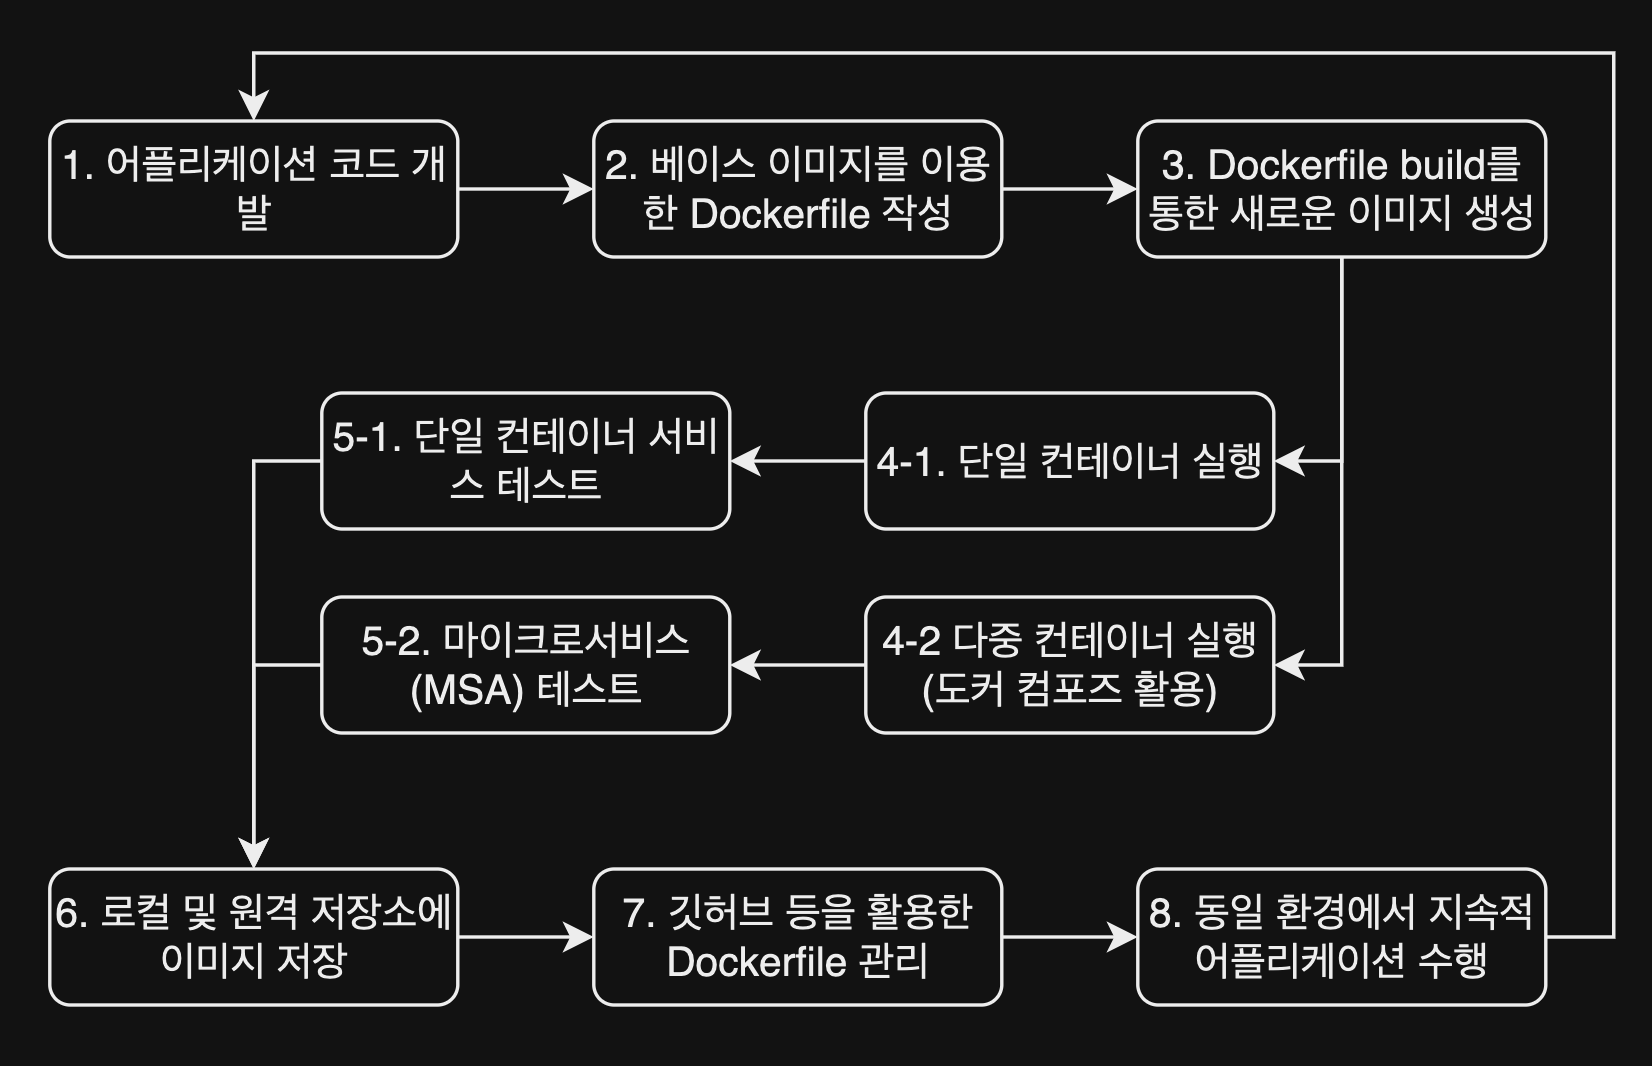 1. 어플리케이션 코드 개
발
2. 베이스 이미지를 이용
한 Dockerfile 작성
3. Dockerfile build를
통한 새로운 이미지 생성
5-1. 단일 컨테이너 서비
스 테스트
4-1. 단일 컨테이너 실행
5-2. 마이크로서비스
(MSA) 테스트
4-2 다중 컨테이너 실행
(도커 컴포즈 활용)
6. 로컬 및 원격 저장소에
이미지 저장
7. 깃허브 등을 활용한
Dockerfile 관리
8. 동일 환경에서 지속적
어플리케이션 수행